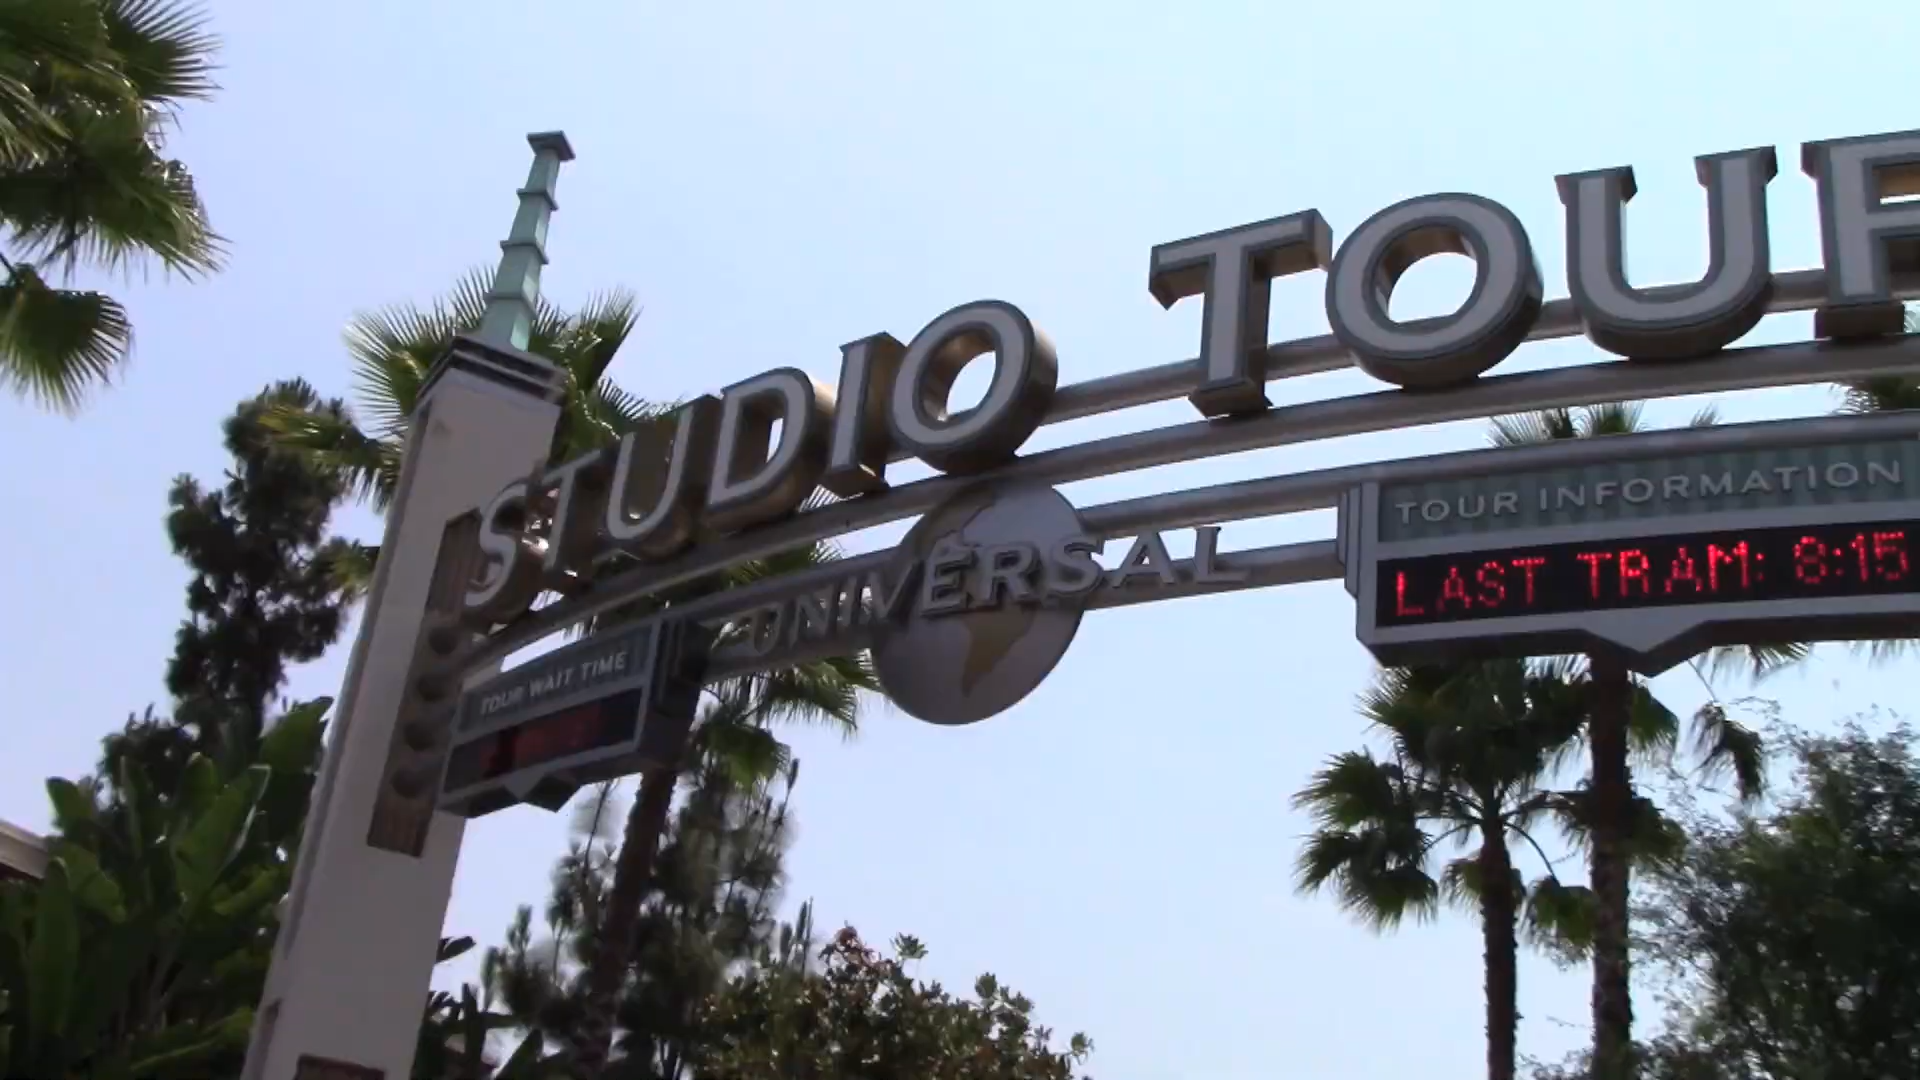 STUDIO TOUR
UNIVERSAL
TOUR INFORMATION
LAST TRAM: 8:15
TOUR WAIT TIME